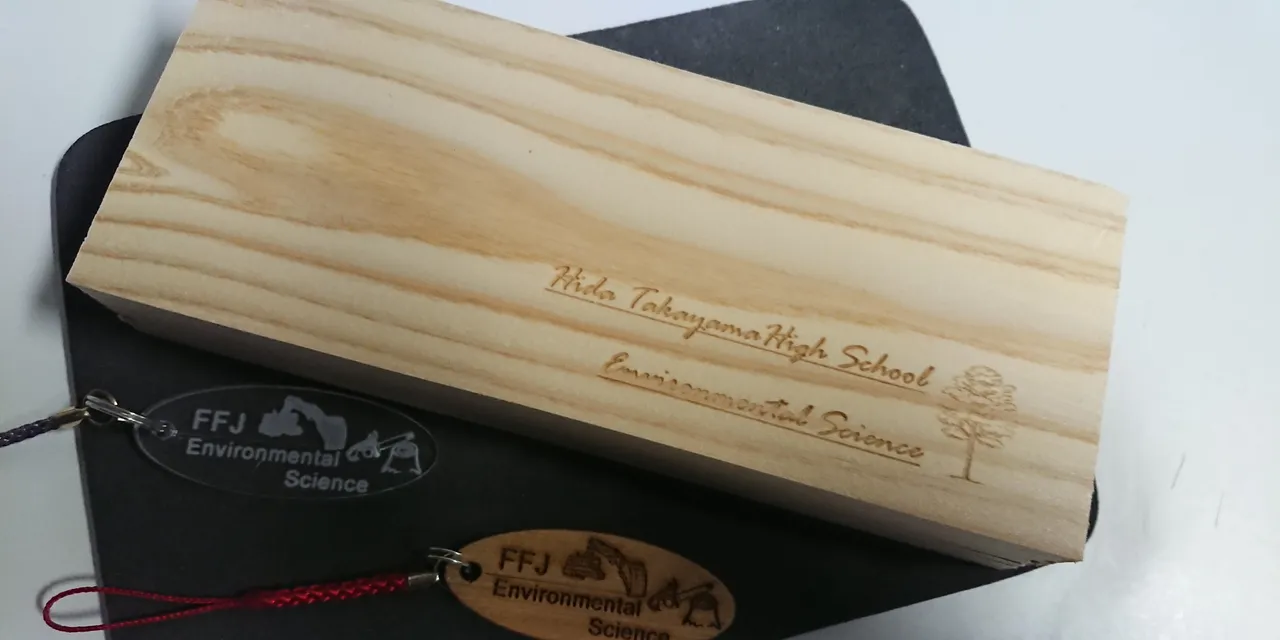 Hida Takayama High School
Environmental Science
FFJ
Environmental
Science
FFJ
Environmental
Science